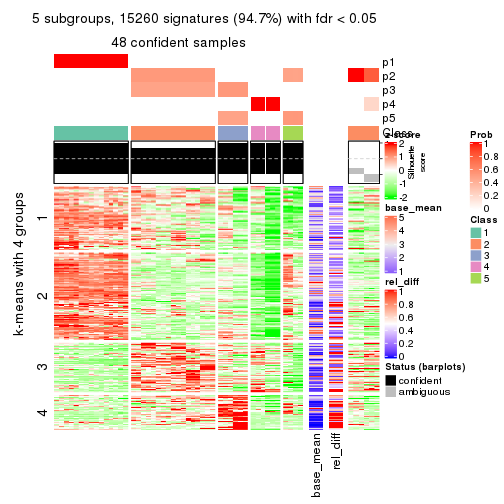 5 subgroups, 15260 signatures (94.7%) with fdr < 0.05
48 confident samples
p1
p2
p3
p4
p5
Class
z-score
2
1
0
-1
-2
Silhouette
score
k-means with 4 groups
1
2
3
4
base_mean
rel_diff
base_mean
5
3
1
rel_diff
1
0.8
0.6
0.4
0.2
0
Prob
1
0.8
0.6
0.4
0.2
0
Class
1
2
3
4
5
Status (barplots)
confident
ambiguous